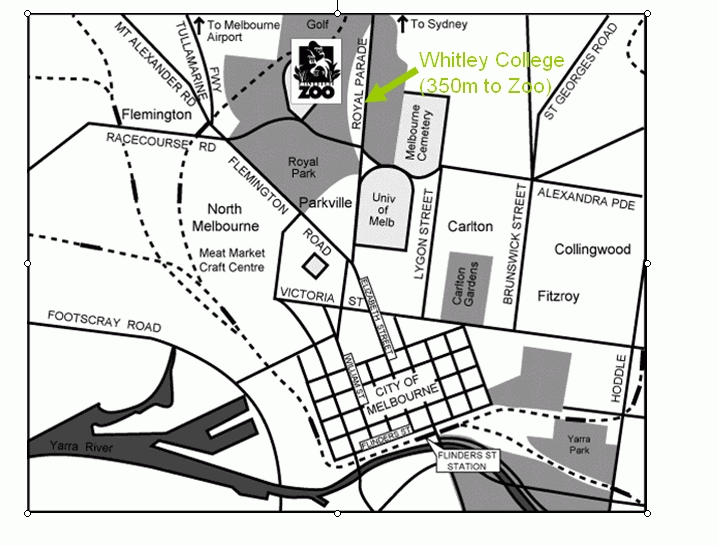 To Melbourne
Airport
Golf
To Sydney
MT ALEXANDER RD
TULLAMARINE
FWY
ROYAL PARADE
Whitley College
(350m to Zoo)
ST GEORGES ROAD
MELBOURNE
ZOO
Flemington
Melbourne
Cemetery
RACECOURSE RD
Royal
Park
FLEMINGTON
ROAD
Parkville
Univ
of
Melb
ALEXANDRA PDE
North
Melbourne
LYGON STREET
Carlton
BRUNSWICK STREET
Collingwood
Meat Market
Craft Centre
Carlton
Gardens
Fitzroy
VICTORIA ST
ELIZABETH STREET
FOOTSCRAY ROAD
WILLIAM ST
CITY OF
MELBOURNE
HODDLE
Yarra River
FLINDERS ST
Yarra
Park
FLINDERS ST
STATION